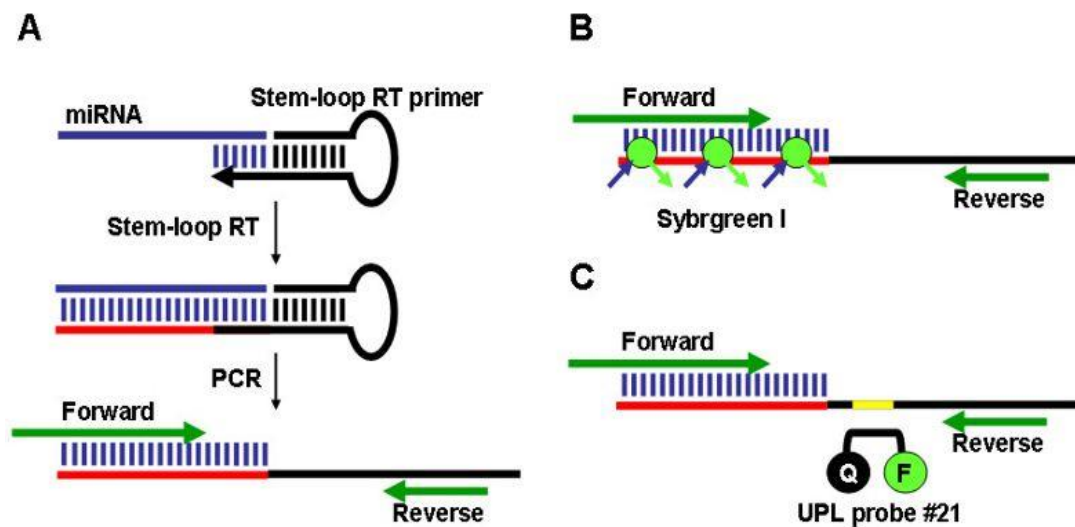 A
miRNA
Stem-loop RT primer
Stem-loop RT
PCR
Forward
Reverse
B
Forward
Reverse
Sybrgreen I
C
Forward
Reverse
Q
F
UPL probe #21